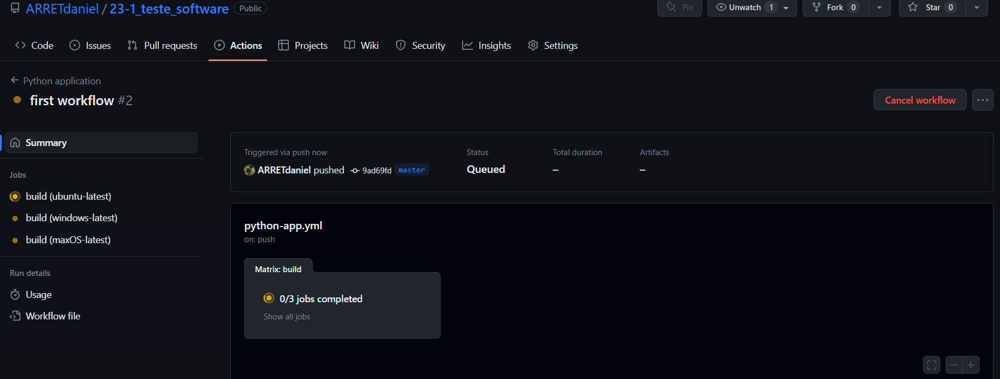 ARRETdaniel / 23-1_teste_software Public
Pin Unwatch 1 Fork 0 Star 0
Code Issues Pull requests Actions Projects Wiki Security Insights Settings
Python application
first workflow #2
Cancel workflow
Summary
Jobs
build (ubuntu-latest)
build (windows-latest)
build (maxOS-latest)
Run details
Usage
Workflow file
Triggered via push now
ARRETdaniel pushed 9ad69fd master
Status
Queued
Total duration
–
Artifacts
–
python-app.yml
on: push
Matrix: build
0/3 jobs completed
Show all jobs